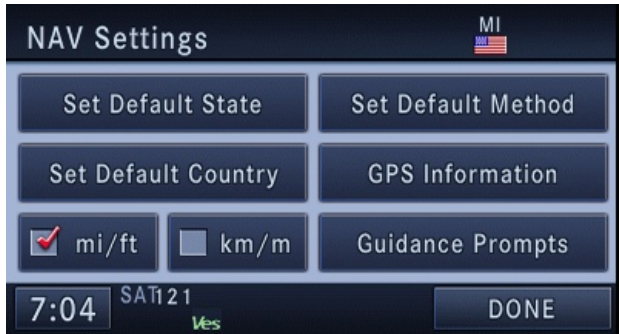 NAV Settings
MI
Set Default State
Set Default Method
Set Default Country
GPS Information
mi/ft
km/m
Guidance Prompts
7:04
SAT121
Ves
DONE